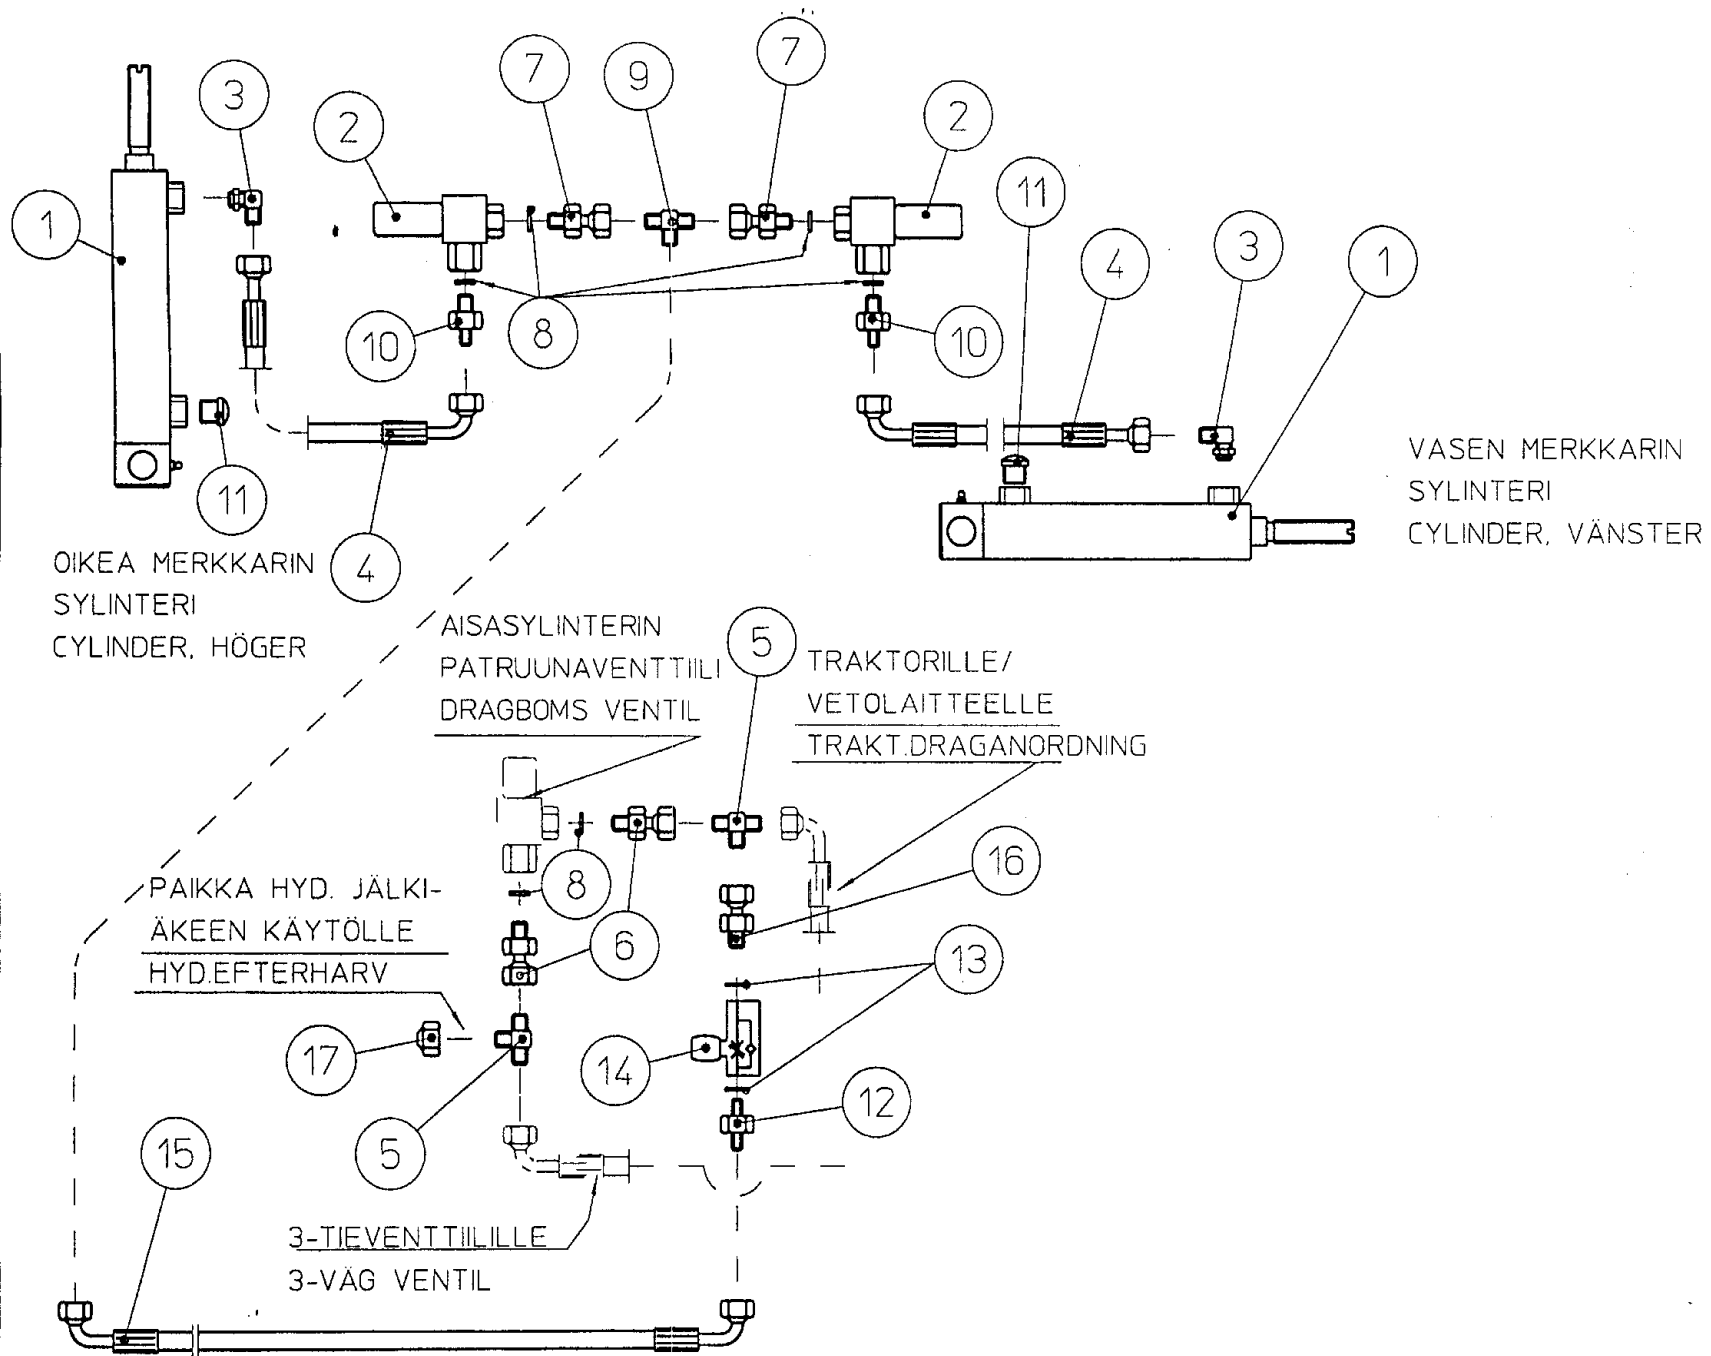 7
7
9
3
2
2
11
1
3
4
1
8
10
10
VASEN MERKKARIN
SYLINTERI
CYLINDER, VÄNSTER
11
4
OIKEA MERKKARIN
SYLINTERI
CYLINDER, HÖGER
AISASYLINTERIN
PATRUUNAVENTTIILI
DRAGBOMS VENTIL
5
TRAKTORILLE/
VETOLAITTEELLE
TRAKT.DRAGANORDNING
16
8
PAIKKA HYD. JÄLKI-
ÄKEEN KÄYTÖLLE
HYD.EFTERHARV
6
13
17
14
12
5
15
3-TIEVENTTIILILLE
3-VÄG VENTIL